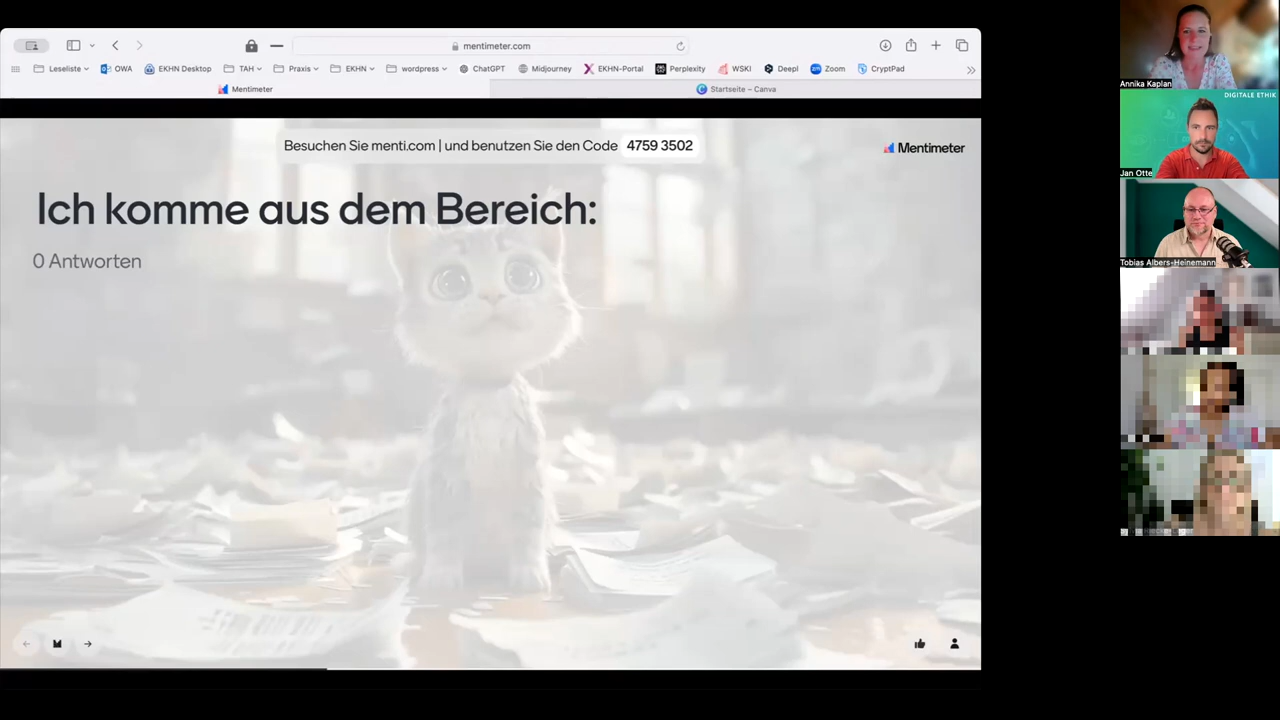 mentimeter.com
Leseliste
OWA
EKHN Desktop
TAH
Praxis
EKHN
wordpress
ChatGPT
Midjourney
EKHN-Portal
Perplexity
WSKI
Deepl
Zoom
CryptPad
Mentimeter
Startseite – Canva
Besuchen Sie menti.com | und benutzen Sie den Code 4759 3502
Mentimeter
Ich komme aus dem Bereich:
0 Antworten
Annika Kaplan
DIGITALE ETHIK
Jan Otte
Tobias Albers-Heinemann